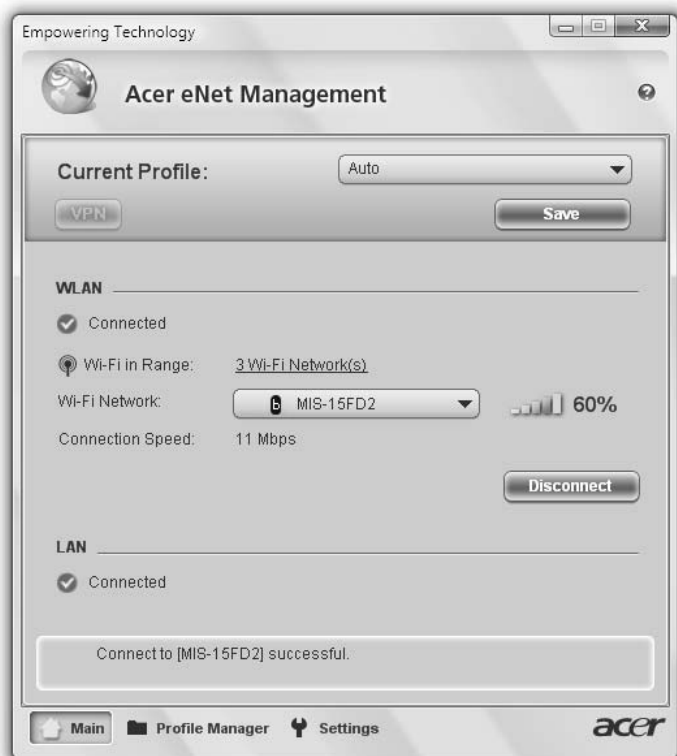 Empowering Technology
Acer eNet Management
Current Profile:
Auto
VPN
Save
WLAN
Connected
Wi-Fi in Range:
3 Wi-Fi Network(s)
Wi-Fi Network:
b MIS-15FD2
60%
Connection Speed:
11 Mbps
Disconnect
LAN
Connected
Connect to [MIS-15FD2] successful.
Main Profile Manager Settings acer